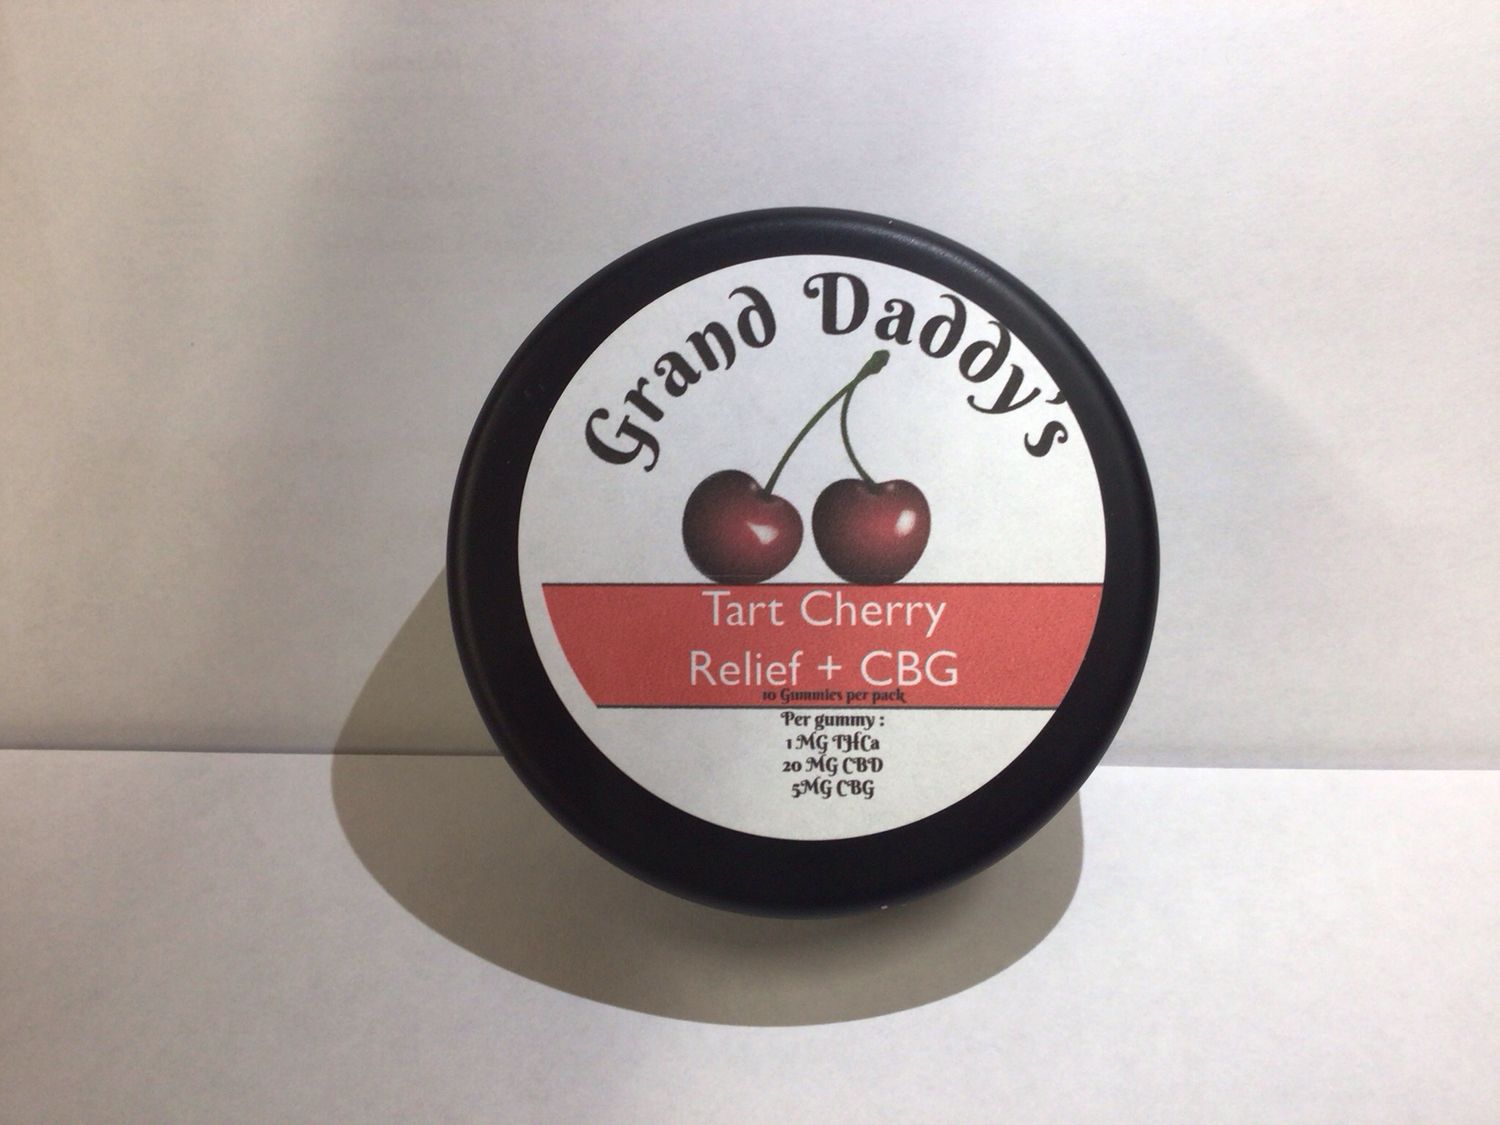 Grand Daddy's
Tart Cherry
Relief + CBG
10 Gummies per pack
Per gummy :
1 MG THCa
20 MG CBD
5MG CBG